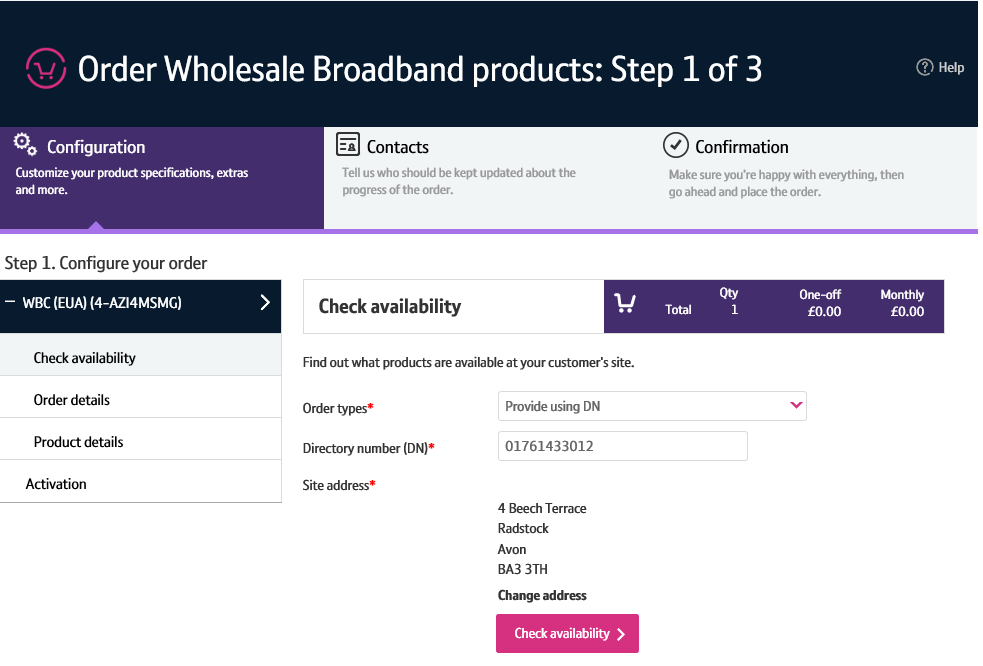 Order Wholesale Broadband products: Step 1 of 3
Help
Configuration
Customize your product specifications, extras
and more.
Contacts
Tell us who should be kept updated about the
progress of the order.
Confirmation
Make sure you're happy with everything, then
go ahead and place the order.
Step 1. Configure your order
WBC (EUA) (4-AZI4MSMG)
Check availability
Order details
Product details
Activation
Check availability
Total
Qty
1
One-off
£0.00
Monthly
£0.00
Find out what products are available at your customer's site.
Order types*
Provide using DN
Directory number (DN)*
01761433012
Site address*
4 Beech Terrace
Radstock
Avon
BA3 3TH
Change address
Check availability